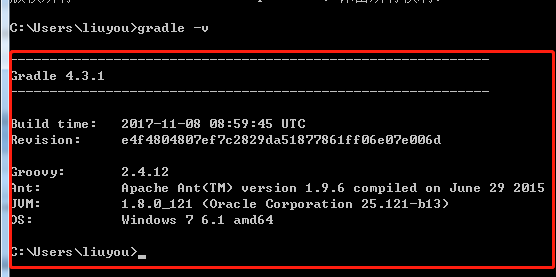 C:\Users\liuyou>gradle -v
------------------------------------------------------------
Gradle 4.3.1
------------------------------------------------------------
Build time:   2017-11-08 08:59:45 UTC
Revision:     e4f4804807ef7c2829da51877861ff06e07e006d
Groovy:       2.4.12
Ant:          Apache Ant(TM) version 1.9.6 compiled on June 29 2015
JVM:          1.8.0_121 (Oracle Corporation 25.121-b13)
OS:           Windows 7 6.1 amd64
C:\Users\liuyou>_